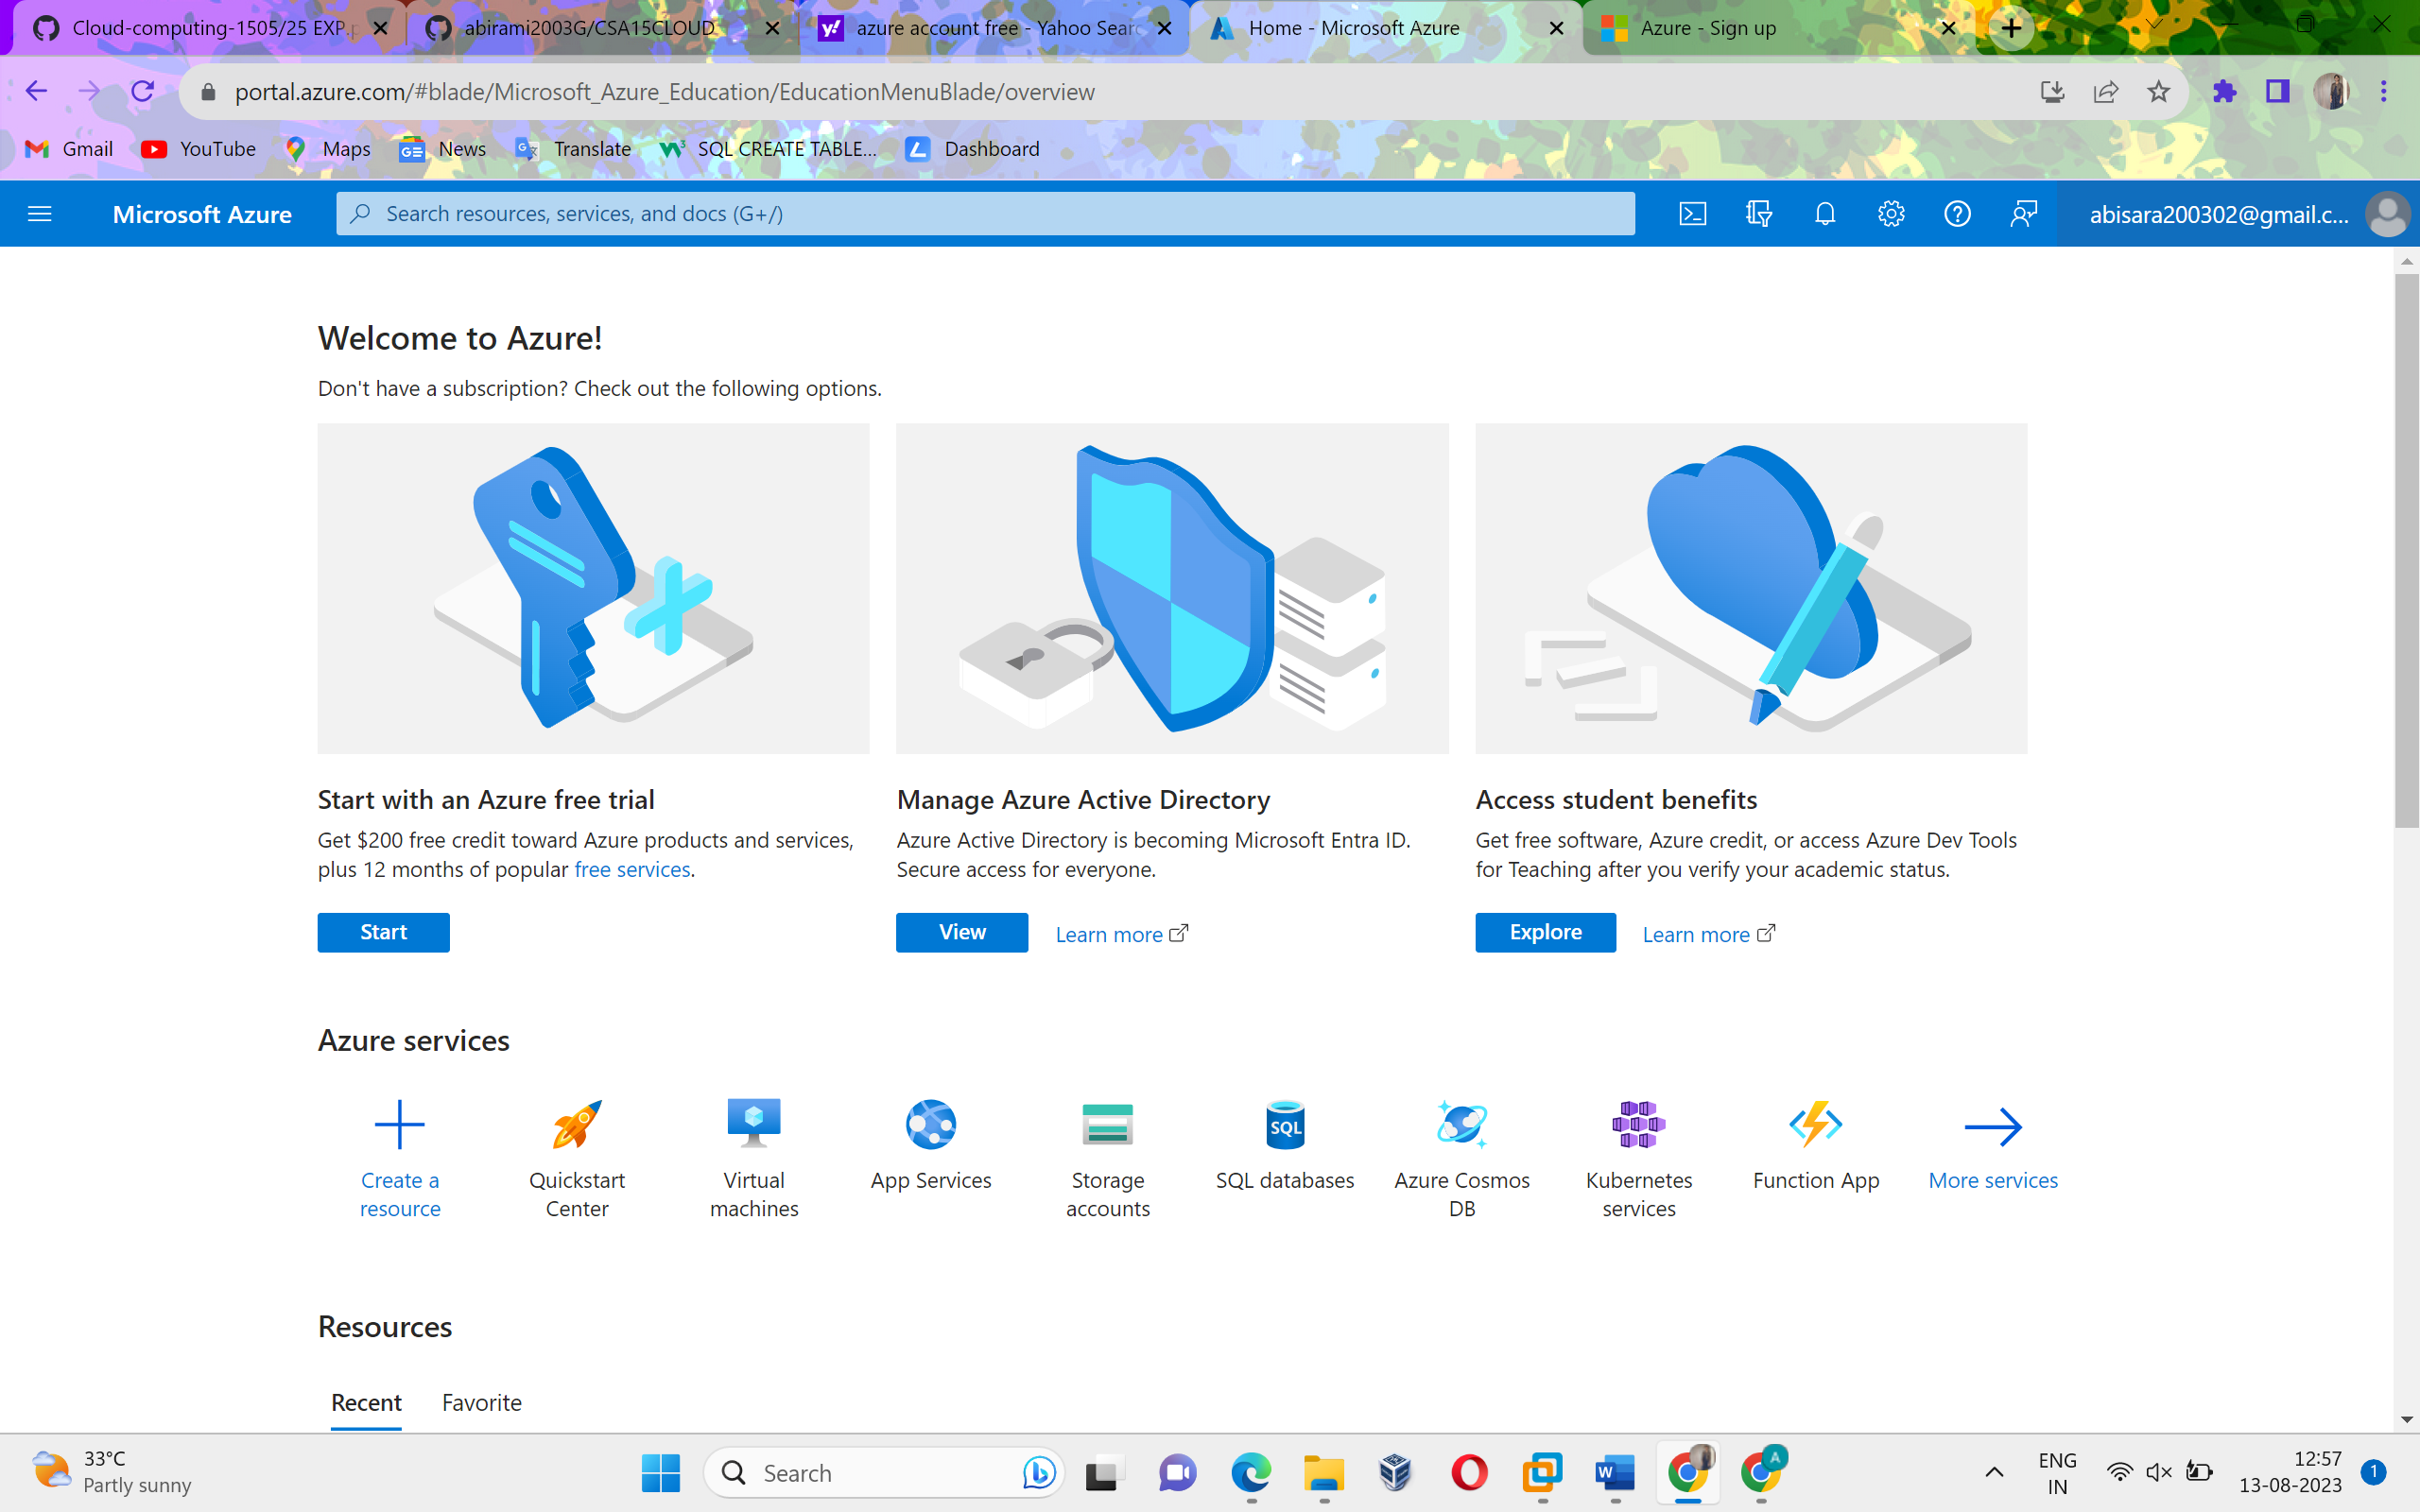 Cloud-computing-1505/25 EXP.p
abirami2003G/CSA15CLOUD
azure account free - Yahoo Searc
Home - Microsoft Azure
Azure - Sign up
portal.azure.com/#blade/Microsoft_Azure_Education/EducationMenuBlade/overview
Gmail
YouTube
Maps
News
Translate
SQL CREATE TABLE...
Dashboard
Microsoft Azure
Search resources, services, and docs (G+/)
abisara200302@gmail.c...
Welcome to Azure!
Don't have a subscription? Check out the following options.
Start with an Azure free trial
Get $200 free credit toward Azure products and services,
plus 12 months of popular free services.
Start
Manage Azure Active Directory
Azure Active Directory is becoming Microsoft Entra ID.
Secure access for everyone.
View
Learn more
Access student benefits
Get free software, Azure credit, or access Azure Dev Tools
for Teaching after you verify your academic status.
Explore
Learn more
Azure services
Create a
resource
Quickstart
Center
Virtual
machines
App Services
Storage
accounts
SQL
SQL databases
Azure Cosmos
DB
Kubernetes
services
Function App
More services
Resources
Recent
Favorite
33°C
Partly sunny
Search
W
A
ENG
IN
12:57
13-08-2023
1